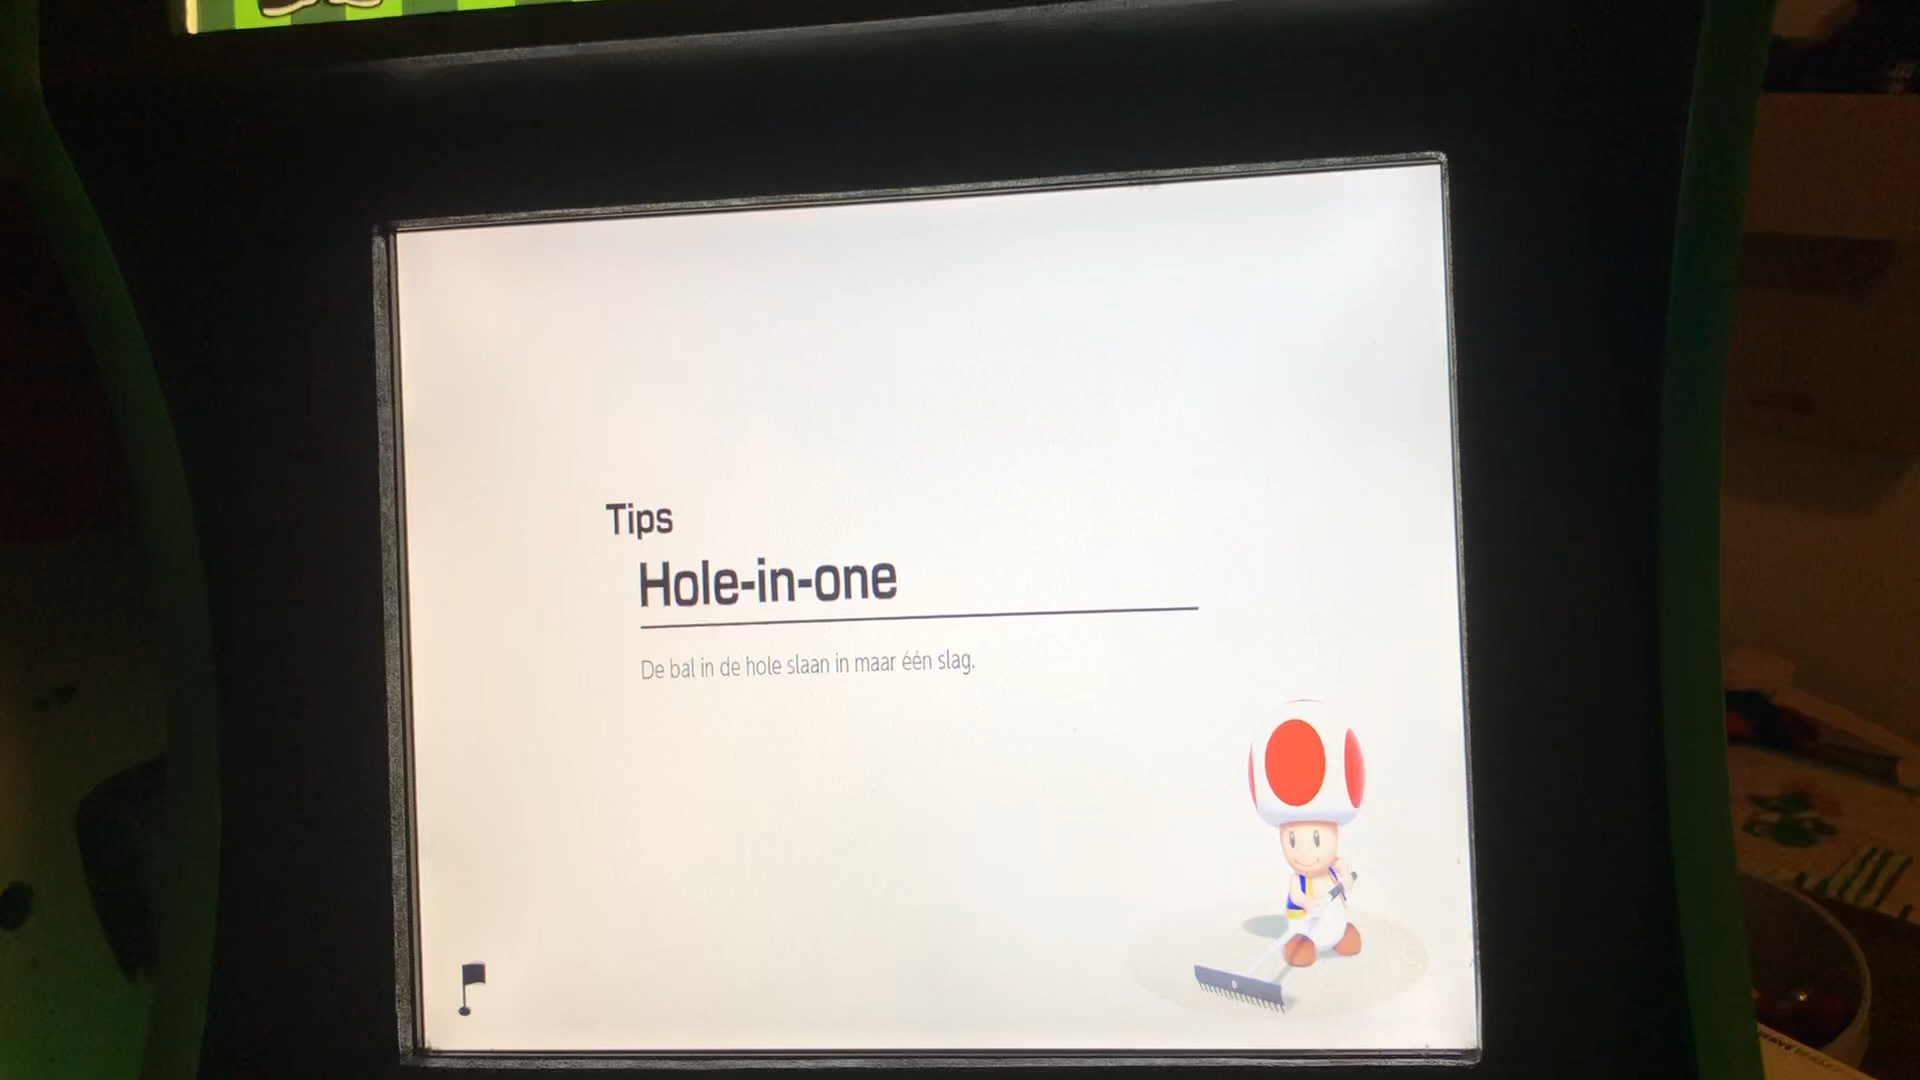 Tips
Hole-in-one
De bal in de hole slaan in maar één slag.